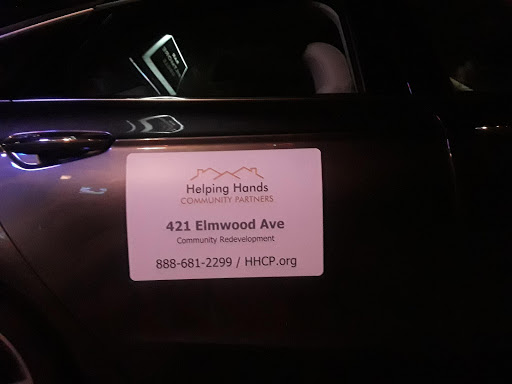 Helping Hands
COMMUNITY PARTNERS
421 Elmwood Ave
Community Redevelopment
888-681-2299 / HHCP.org